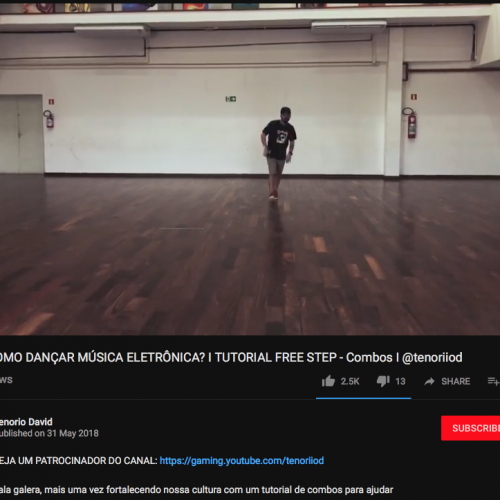 OMO DANÇAR MÚSICA ELETRÔNICA? I TUTORIAL FREE STEP - Combos I @tenoriiod
WS
2.5K 13 SHARE
enorio David
ublished on 31 May 2018
SUBSCRIBE
EJA UM PATROCINADOR DO CANAL: https://gaming.youtube.com/tenoriiod
ala galera, mais uma vez fortalecendo nossa cultura com um tutorial de combos para ajudar